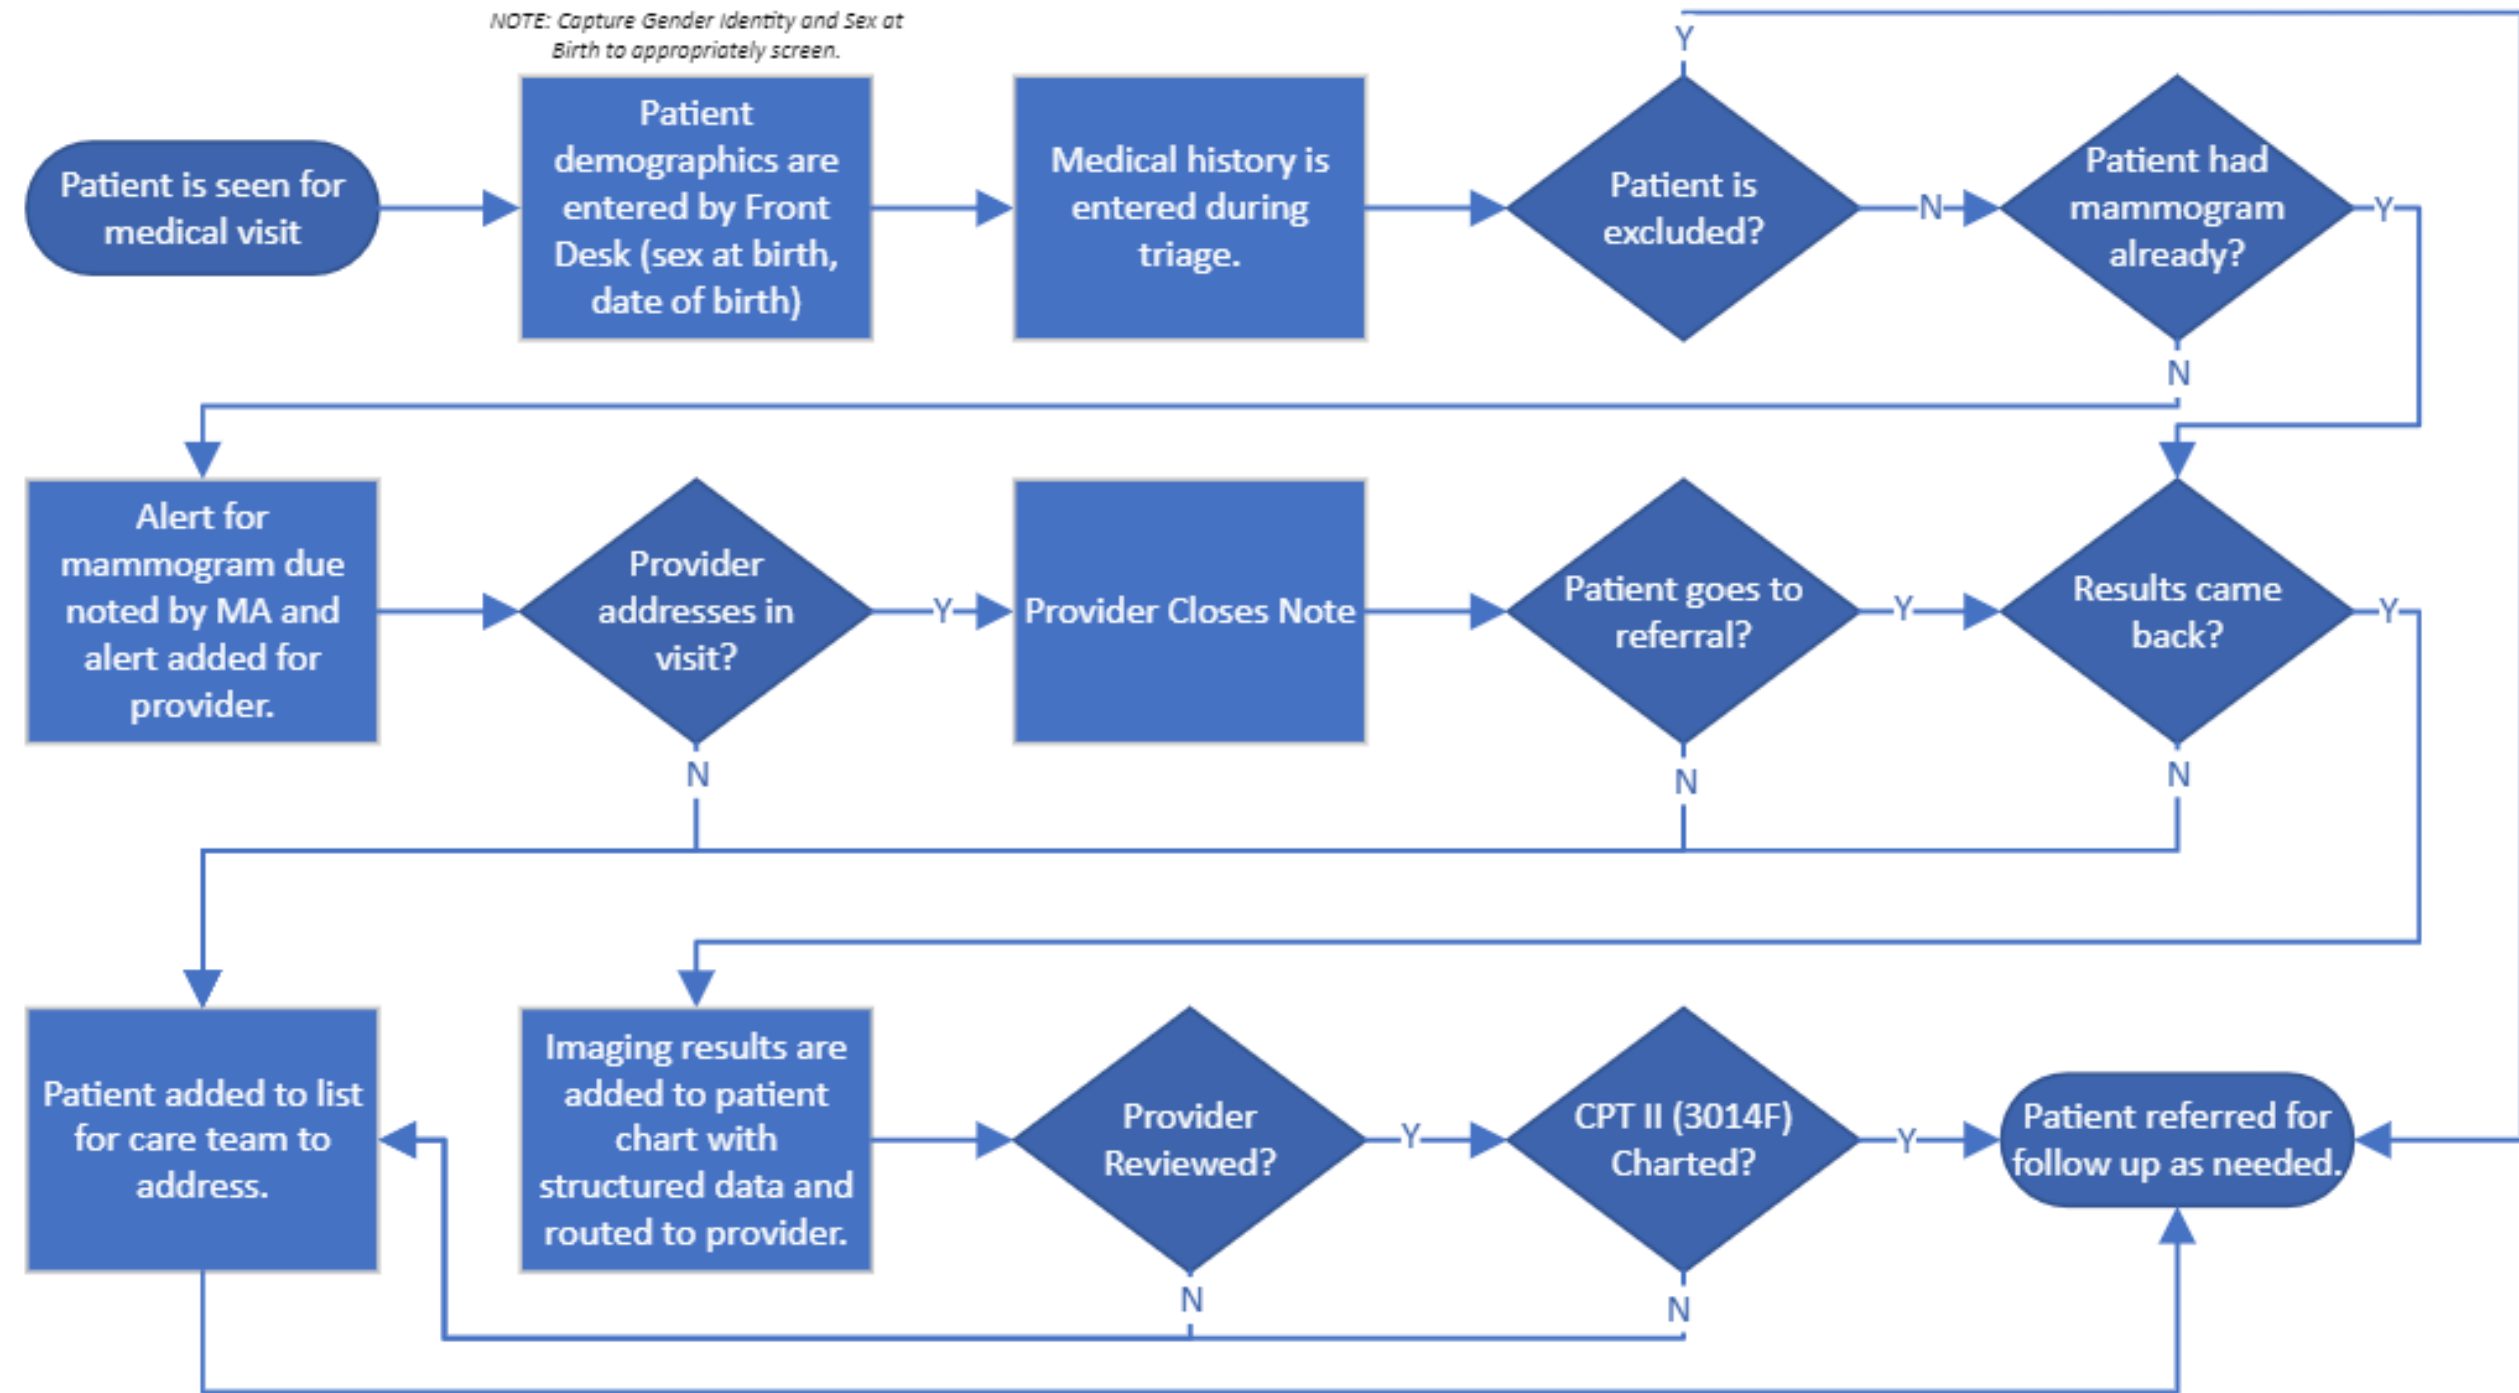 NOTE: Capture Gender Identity and Sex at
Birth to appropriately screen.
Patient is seen for
medical visit
Patient
demographics are
entered by Front
Desk (sex at birth,
date of birth)
Medical history is
entered during
triage.
Y
Patient is
excluded?
N
Patient had
mammogram
already?
Y
N
Alert for
mammogram due
noted by MA and
alert added for
provider.
Provider
addresses in
visit?
Y
N
Provider Closes Note
Patient goes to
referral?
Y
N
Results came
back?
Y
N
Patient added to list
for care team to
address.
Imaging results are
added to patient
chart with
structured data and
routed to provider.
Provider
Reviewed?
Y
N
CPT II (3014F)
Charted?
Y
N
Patient referred for
follow up as needed.